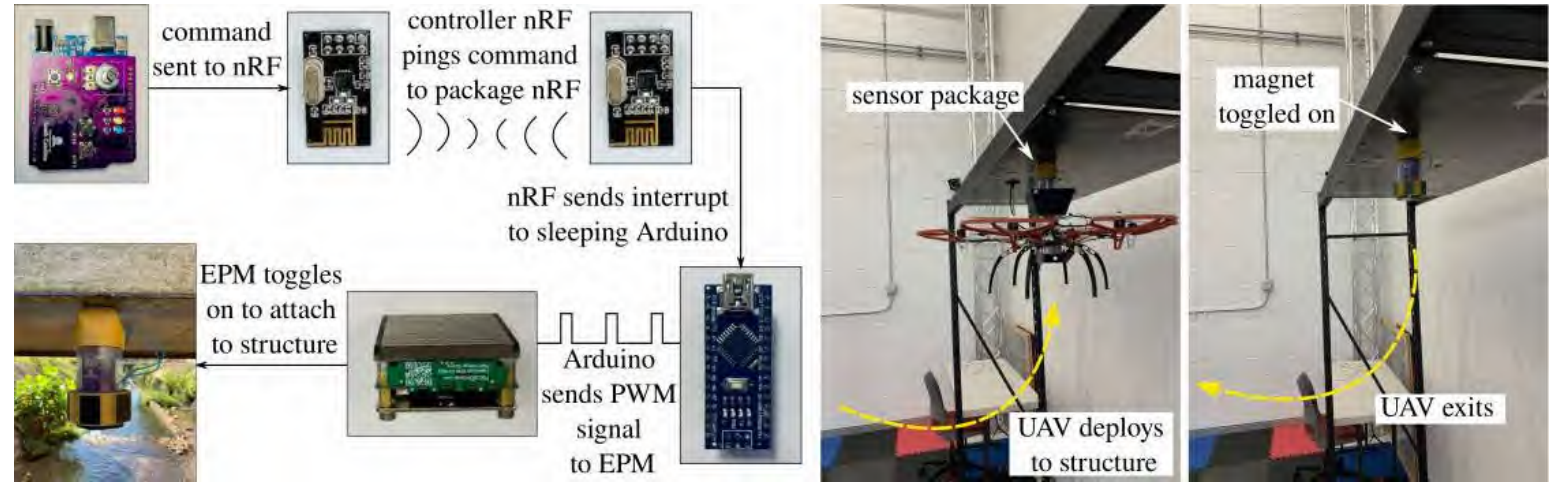 command
sent to nRF
controller nRF
pings command
to package nRF
nRF sends interrupt
to sleeping Arduino
Arduino
sends PWM
signal
to EPM
EPM toggles
on to attach
to structure
sensor package
UAV deploys
to structure
magnet
toggled on
UAV exits